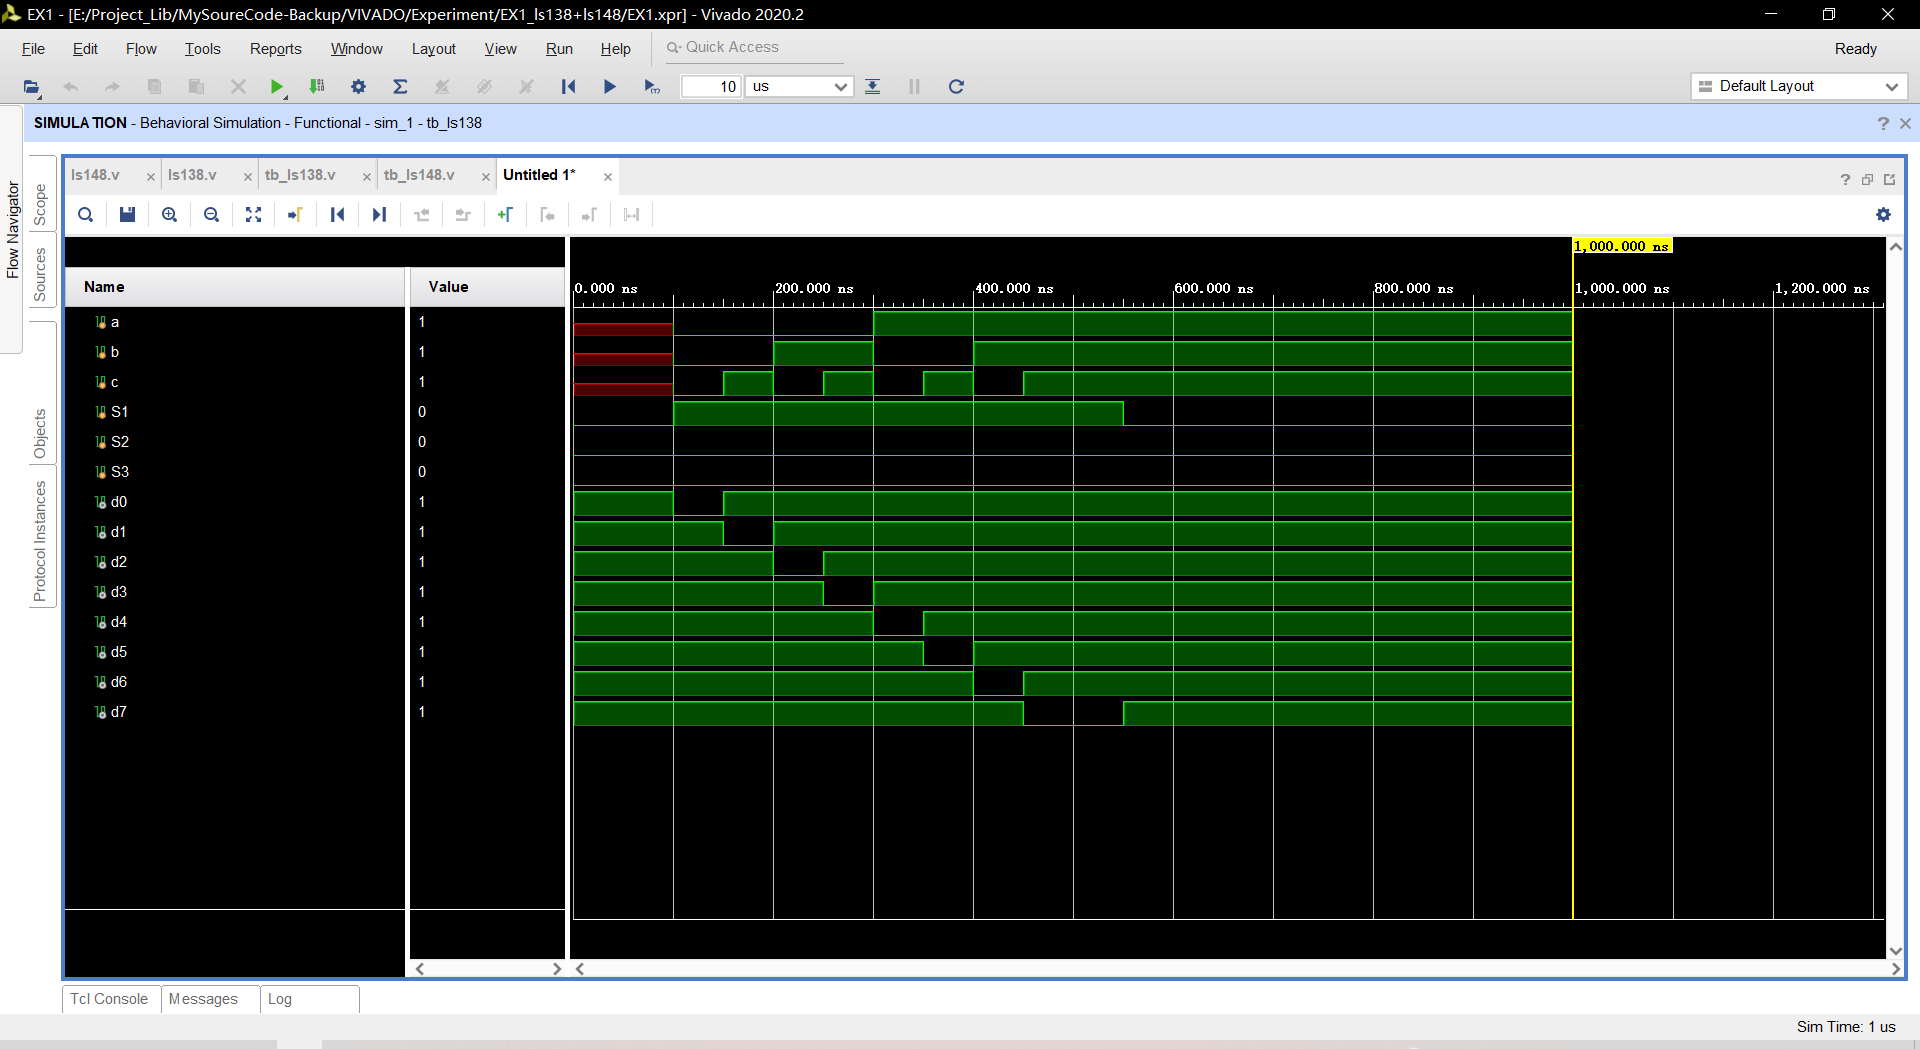 EX1 - [E:/Project_Lib/MySoureCode-Backup/VIVADO/Experiment/EX1_ls138+ls148/EX1.xpr] - Vivado 2020.2
File Edit Flow Tools Reports Window Layout View Run Help Quick Access Ready
10 us Default Layout
SIMULATION - Behavioral Simulation - Functional - sim_1 - tb_ls138
Flow Navigator
Scope
Sources
Objects
Protocol Instances
ls148.v ls138.v tb_ls138.v tb_ls148.v Untitled 1*
1,000.000 ns
Name Value 0.000 ns 200.000 ns 400.000 ns 600.000 ns 800.000 ns 1,000.000 ns 1,200.000 ns
a 1
b 1
c 1
S1 0
S2 0
S3 0
d0 1
d1 1
d2 1
d3 1
d4 1
d5 1
d6 1
d7 1
Tcl Console Messages Log
Sim Time: 1 us